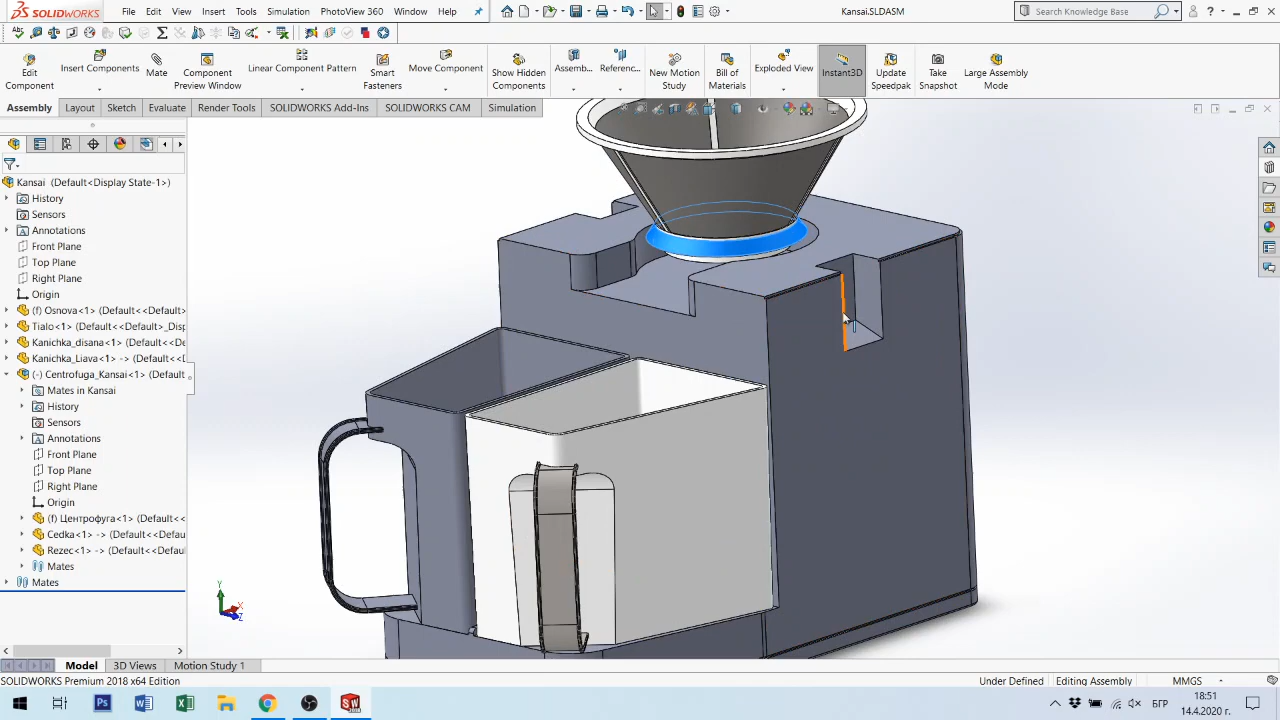 SOLIDWORKS File Edit View Insert Tools Simulation PhotoView 360 Window Help Kansai.SLDASM Search Knowledge Base
Edit Component Insert Components Mate Component Preview Window Linear Component Pattern Smart Fasteners Move Component Show Hidden Components Assemb... Referenc... New Motion Study Bill of Materials Exploded View Instant3D Update Speedpak Take Snapshot Large Assembly Mode
Assembly Layout Sketch Evaluate Render Tools SOLIDWORKS Add-Ins SOLIDWORKS CAM Simulation
Kansai (Default<Display State-1>)
History
Sensors
Annotations
Front Plane
Top Plane
Right Plane
Origin
(f) Osnova<1> (Default<<Default>
Tialo<1> (Default<<Default>_Disp
Kanichka_disana<1> (Default<<De
Kanichka_Liava<1> -> (Default<<D
(-) Centrofuga_Kansai<1> (Default
Mates in Kansai
History
Sensors
Annotations
Front Plane
Top Plane
Right Plane
Origin
(f) Центрофуга<1> (Default<<
Cedka<1> -> (Default<<Defau
Rezec<1> -> (Default<<Defaul
Mates
Mates
Y
X
Z
Model 3D Views Motion Study 1
SOLIDWORKS Premium 2018 x64 Edition Under Defined Editing Assembly MMGS
18:51
БГР
14.4.2020 г.